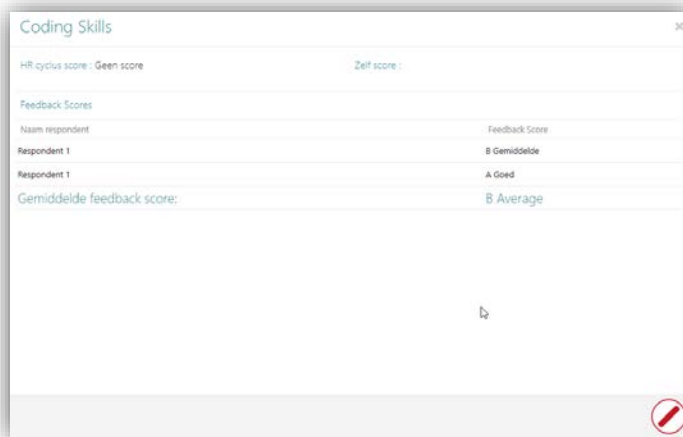 Coding Skills
HR cyclus score : Geen score Zelf score :
Feedback Scores
Naam respondent Feedback Score
Respondent 1 B Gemiddelde
Respondent 1 A Goed
Gemiddelde feedback score: B Average